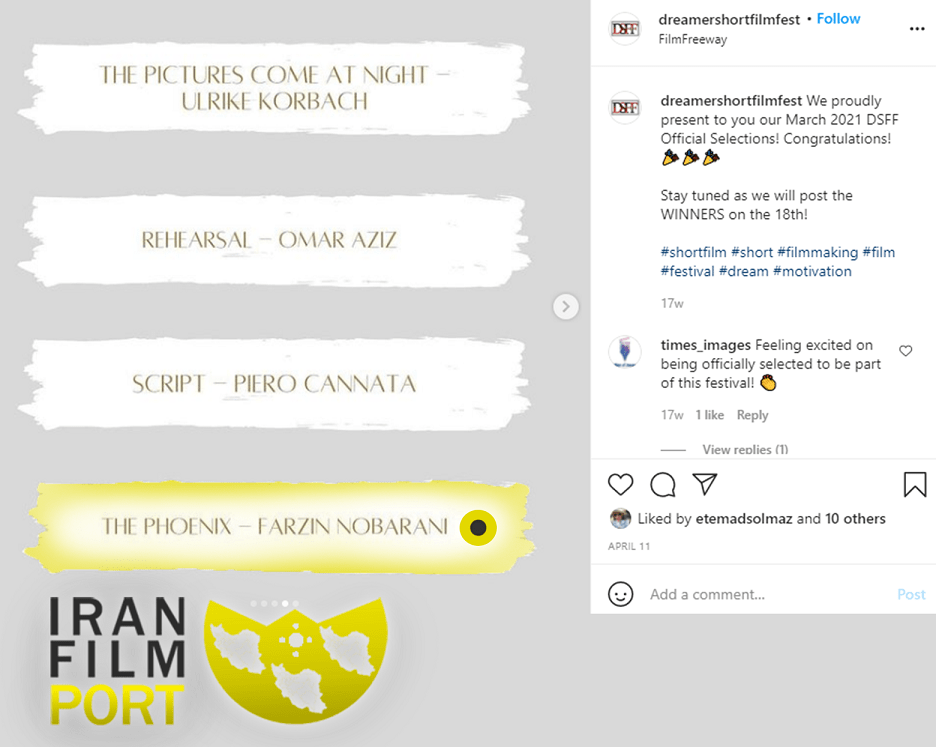 THE PICTURES COME AT NIGHT –
ULRIKE KORBACH
REHEARSAL – OMAR AZIZ
SCRIPT – PIERO CANNATA
THE PHOENIX – FARZIN NOBARANI
IRAN
FILM
PORT
DSFF
dreamershortfilmfest • Follow
FilmFreeway
DSFF
dreamershortfilmfest We proudly
present to you our March 2021 DSFF
Official Selections! Congratulations!
Stay tuned as we will post the
WINNERS on the 18th!
#shortfilm #short #filmmaking #film
#festival #dream #motivation
17w
times_images Feeling excited on
being officially selected to be part
of this festival!
17w 1 like Reply
View replies (1)
Liked by etemadsolmaz and 10 others
APRIL 11
Add a comment... Post